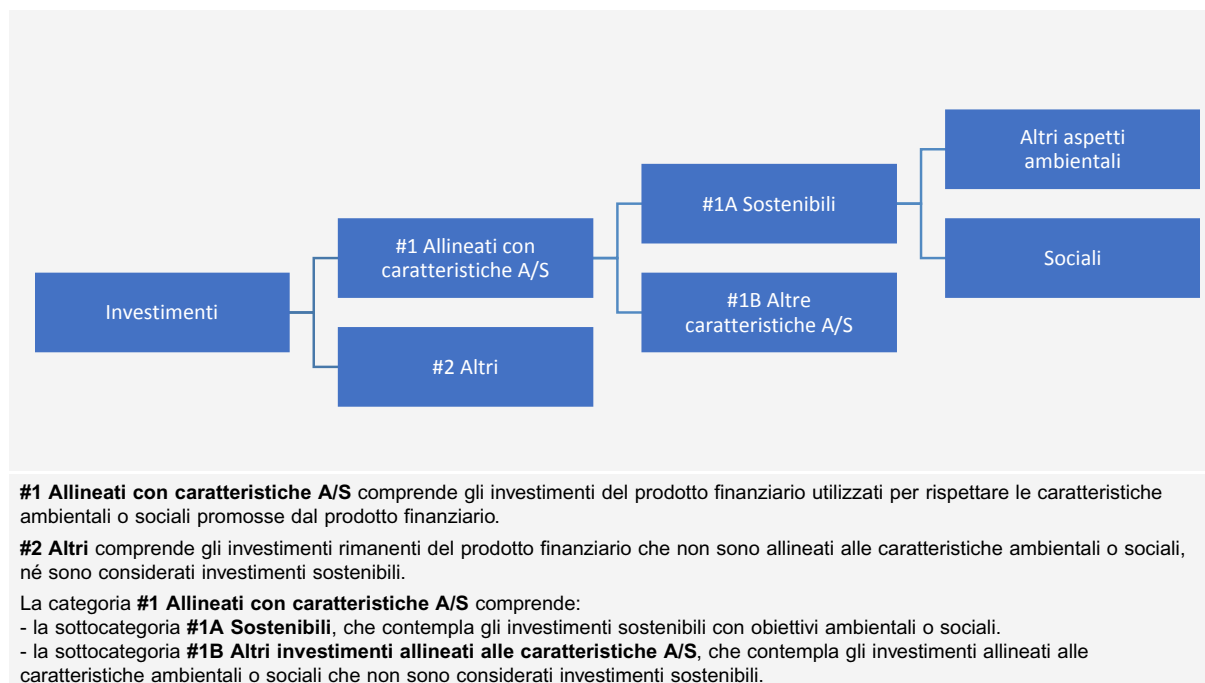 Altri aspetti
ambientali
#1A Sostenibili
#1 Allineati con
caratteristiche A/S
Sociali
Investimenti
#1B Altre
caratteristiche A/S
#2 Altri
#1 Allineati con caratteristiche A/S comprende gli investimenti del prodotto finanziario utilizzati per rispettare le caratteristiche
ambientali o sociali promosse dal prodotto finanziario.
#2 Altri comprende gli investimenti rimanenti del prodotto finanziario che non sono allineati alle caratteristiche ambientali o sociali,
né sono considerati investimenti sostenibili.
La categoria #1 Allineati con caratteristiche A/S comprende:
- la sottocategoria #1A Sostenibili, che contempla gli investimenti sostenibili con obiettivi ambientali o sociali.
- la sottocategoria #1B Altri investimenti allineati alle caratteristiche A/S, che contempla gli investimenti allineati alle
caratteristiche ambientali o sociali che non sono considerati investimenti sostenibili.